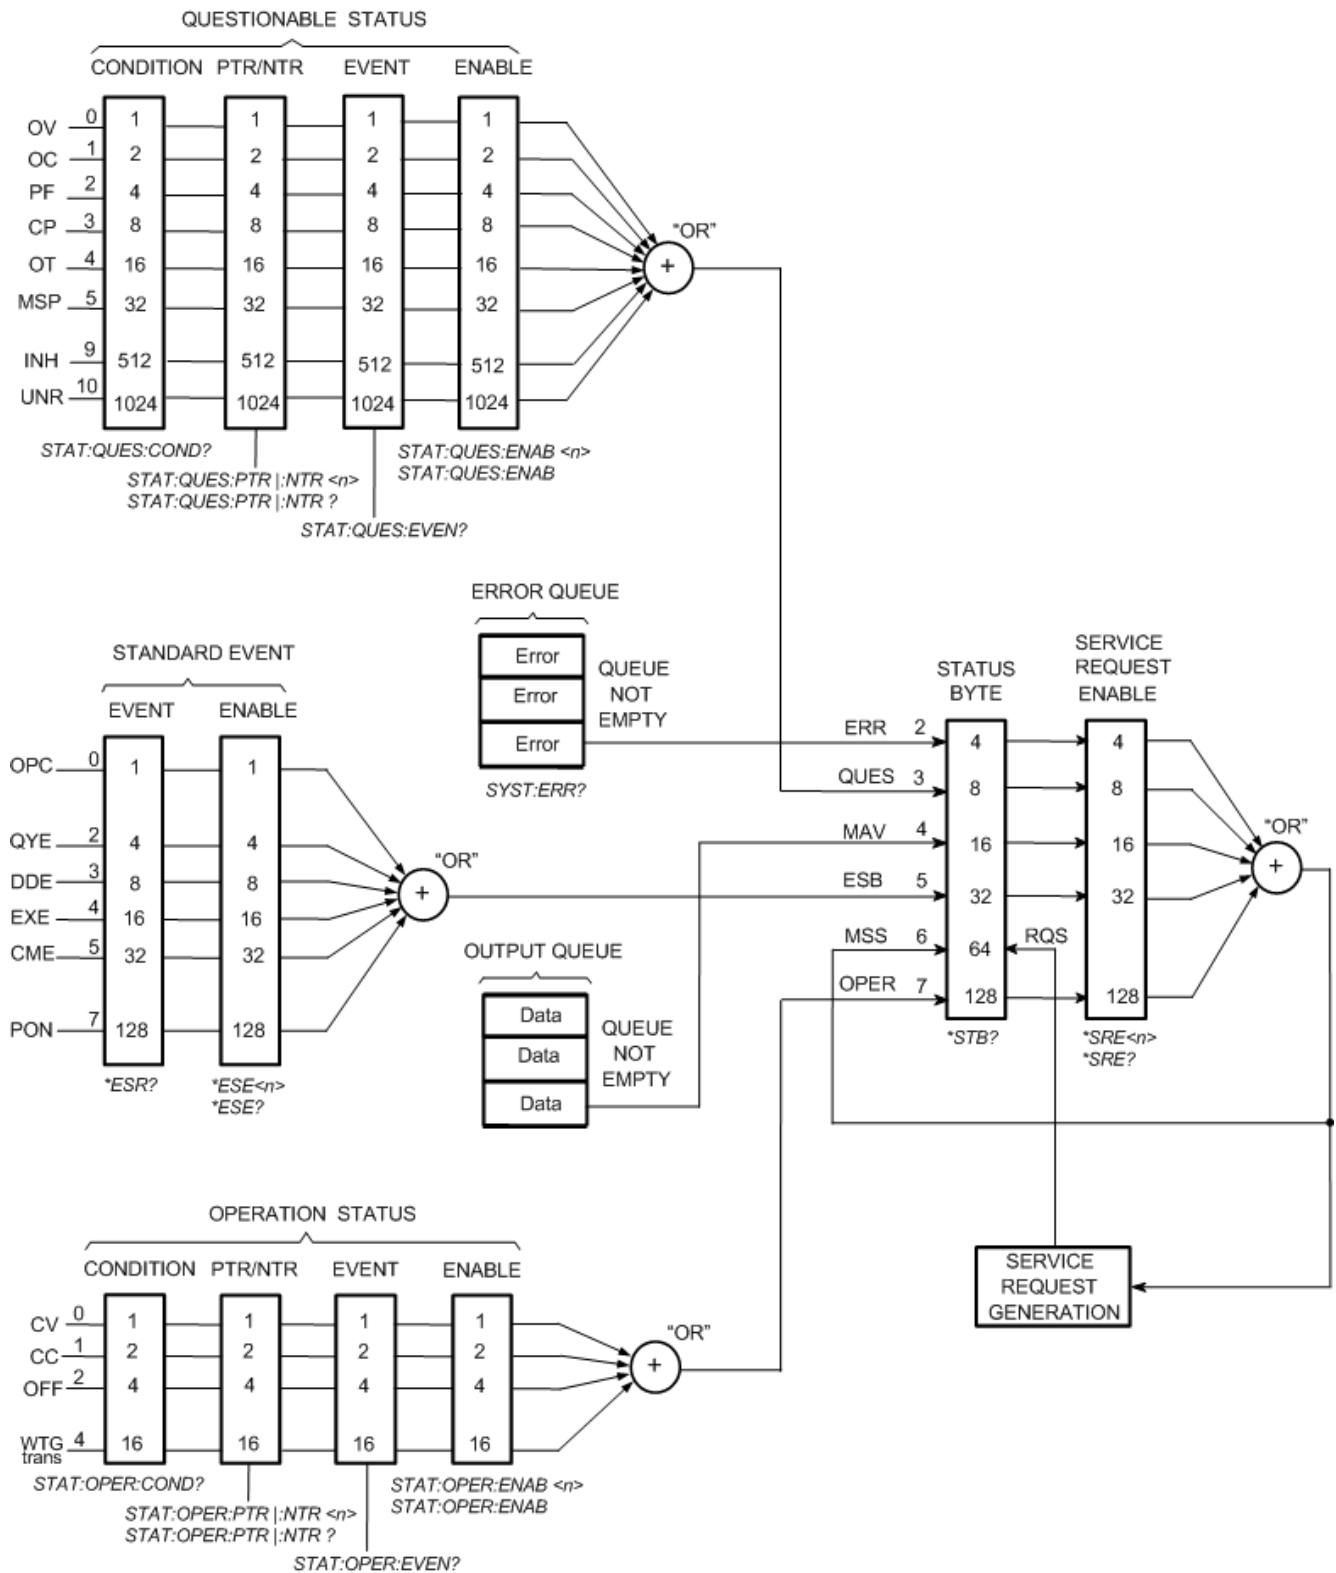 QUESTIONABLE STATUS
CONDITION PTR/NTR EVENT ENABLE
OV 0 1 1 1 1
OC 1 2 2 2 2
PF 2 4 4 4 4
CP 3 8 8 8 8
OT 4 16 16 16 16
MSP 5 32 32 32 32
INH 9 512 512 512 512
UNR 10 1024 1024 1024 1024
"OR"
+
STAT:QUES:COND?
STAT:QUES:PTR |:NTR <n>
STAT:QUES:PTR |:NTR ?
STAT:QUES:EVEN?
STAT:QUES:ENAB <n>
STAT:QUES:ENAB
ERROR QUEUE
Error
Error
Error
QUEUE
NOT
EMPTY
SYST:ERR?
STANDARD EVENT
EVENT ENABLE
OPC 0 1 1
QYE 2 4 4
DDE 3 8 8
EXE 4 16 16
CME 5 32 32
PON 7 128 128
"OR"
+
*ESR?
*ESE<n>
*ESE?
OUTPUT QUEUE
Data
Data
Data
QUEUE
NOT
EMPTY
STATUS
BYTE
SERVICE
REQUEST
ENABLE
ERR 2 4 4
QUES 3 8 8
MAV 4 16 16
ESB 5 32 32
MSS 6 64 RQS
OPER 7 128 128
"OR"
+
*STB?
*SRE<n>
*SRE?
SERVICE
REQUEST
GENERATION
OPERATION STATUS
CONDITION PTR/NTR EVENT ENABLE
CV 0 1 1 1 1
CC 1 2 2 2 2
OFF 2 4 4 4 4
WTG
trans 4 16 16 16 16
"OR"
+
STAT:OPER:COND?
STAT:OPER:PTR |:NTR <n>
STAT:OPER:PTR |:NTR ?
STAT:OPER:EVEN?
STAT:OPER:ENAB <n>
STAT:OPER:ENAB